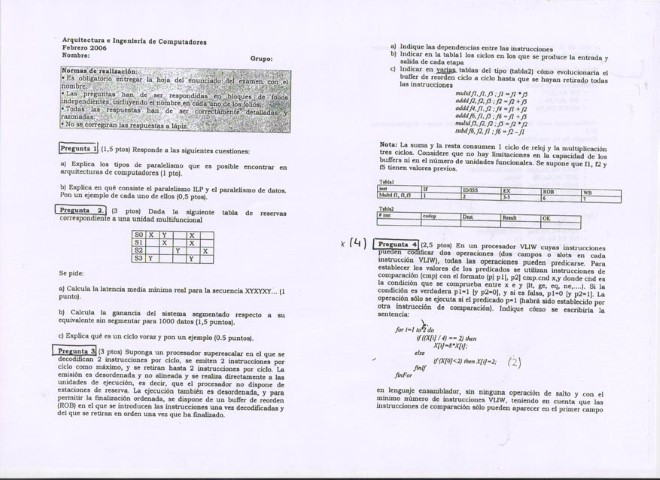 Arquitectura e Ingeniería de Computadores
Febrero 2006
Nombre: Grupo:
Normas de realización:
• Es obligatorio entregar la hoja del enunciado del examen con el
nombre.
• Las preguntas han de ser respondidas en bloques de folios
independientes, incluyendo el nombre en cada uno de los folios.
• Todas las respuestas han de ser correctamente detalladas y
razonadas.
• No se corregirán las respuestas a lápiz.
Pregunta 1 (1,5 ptos) Responde a las siguientes cuestiones:
a) Explica los tipos de paralelismo que es posible encontrar en
arquitecturas de computadores (1 pto).
b) Explica en qué consiste el paralelismo ILP y el paralelismo de datos.
Pon un ejemplo de cada uno de ellos (0,5 ptos).
Pregunta 2. (3 ptos) Dada la siguiente tabla de reservas
correspondiente a una unidad multifuncional
S0 X Y X
S1 X X
S2 Y X
S3 Y Y
Se pide:
a) Calcula la latencia media mínima real para la secuencia XYXYXY... (1
punto).
b) Calcula la ganancia del sistema segmentado respecto a su
equivalente sin segmentar para 1000 datos (1,5 puntos).
c) Explica qué es un ciclo voraz y pon un ejemplo (0.5 puntos).
Pregunta 3 (3 ptos) Suponga un procesador superescalar en el que se
decodifican 2 instrucciones por ciclo, se emiten 2 instrucciones por
ciclo como máximo, y se retiran hasta 2 instrucciones por ciclo. La
emisión es desordenada y no alineada y se realiza directamente a las
unidades de ejecución, es decir, que el procesador no dispone de
estaciones de reserva. La ejecución también es desordenada, y para
permitir la finalización ordenada, se dispone de un buffer de reorden
(ROB) en el que se introducen las instrucciones una vez decodificadas y
del que se retiran en orden una vez que ha finalizado.
a) Indique las dependencias entre las instrucciones
b) Indicar en la tabla1 los ciclos en los que se produce la entrada y
salida de cada etapa
c) Indicar en varias tablas del tipo (tabla2) cómo evolucionaría el
buffer de reorden ciclo a ciclo hasta que se hayan retirado todas
las instrucciones
multd f1, f1, f5 ; f1 = f1 * f5
addd f2, f2, f5 ; f2 = f2 + f5
addd f4, f1, f2 ; f4 = f1 + f2
addd f6, f1, f5 ; f6 = f1 + f5
multd f5, f1, f2 ; f5 = f2 * f2
subd f6, f2, f1 ; f6 = f2 - f1
Nota: La suma y la resta consumen 1 ciclo de reloj y la multiplicación
tres ciclos. Considere que no hay limitaciones en la capacidad de los
buffers ni en el número de unidades funcionales. Se supone que f1, f2 y
f5 tienen valores previos.
Tabla1
inst IF ID/ISS EX ROB WB
Multd f1, f1,f5 1 2 3-5 6 7
Tabla2
# inst codop Dest Result OK
x (4) Pregunta 4 (2,5 ptos) En un procesador VLIW cuyas instrucciones
pueden codificar dos operaciones (dos campos o slots en cada
instrucción VLIW), todas las operaciones pueden predicarse. Para
establecer los valores de los predicados se utilizan instrucciones de
comparación (cmp) con el formato (p) p1[, p2] cmp.cnd x,y donde cnd es
la condición que se comprueba entre x e y (lt, ge, eq, ne,....). Si la
condición es verdadera p1=1 [y p2=0], y si es falsa, p1=0 [y p2=1]. La
operación sólo se ejecuta si el predicado p=1 (habrá sido establecido por
otra instrucción de comparación). Indique cómo se escribiría la
sentencia:
for i=1 to 2 do
if ((X[i] / 4) == 2) then
X[i]=8*X[i];
else
if (X[i]<2) then X[i]=2; (2)
finIf
finFor
en lenguaje ensamblador, sin ninguna operación de salto y con el
mínimo número de instrucciones VLIW, teniendo en cuenta que las
instrucciones de comparación sólo pueden aparecer en el primer campo